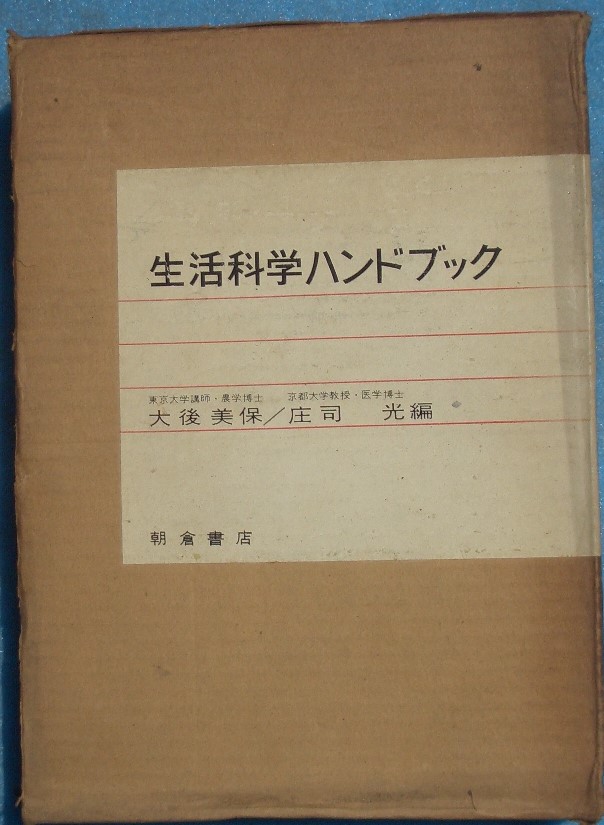 生活科学ハンドブック
東京大学講師・農学博士 京都大学教授・医学博士
大後美保／庄司 光編
朝倉書店